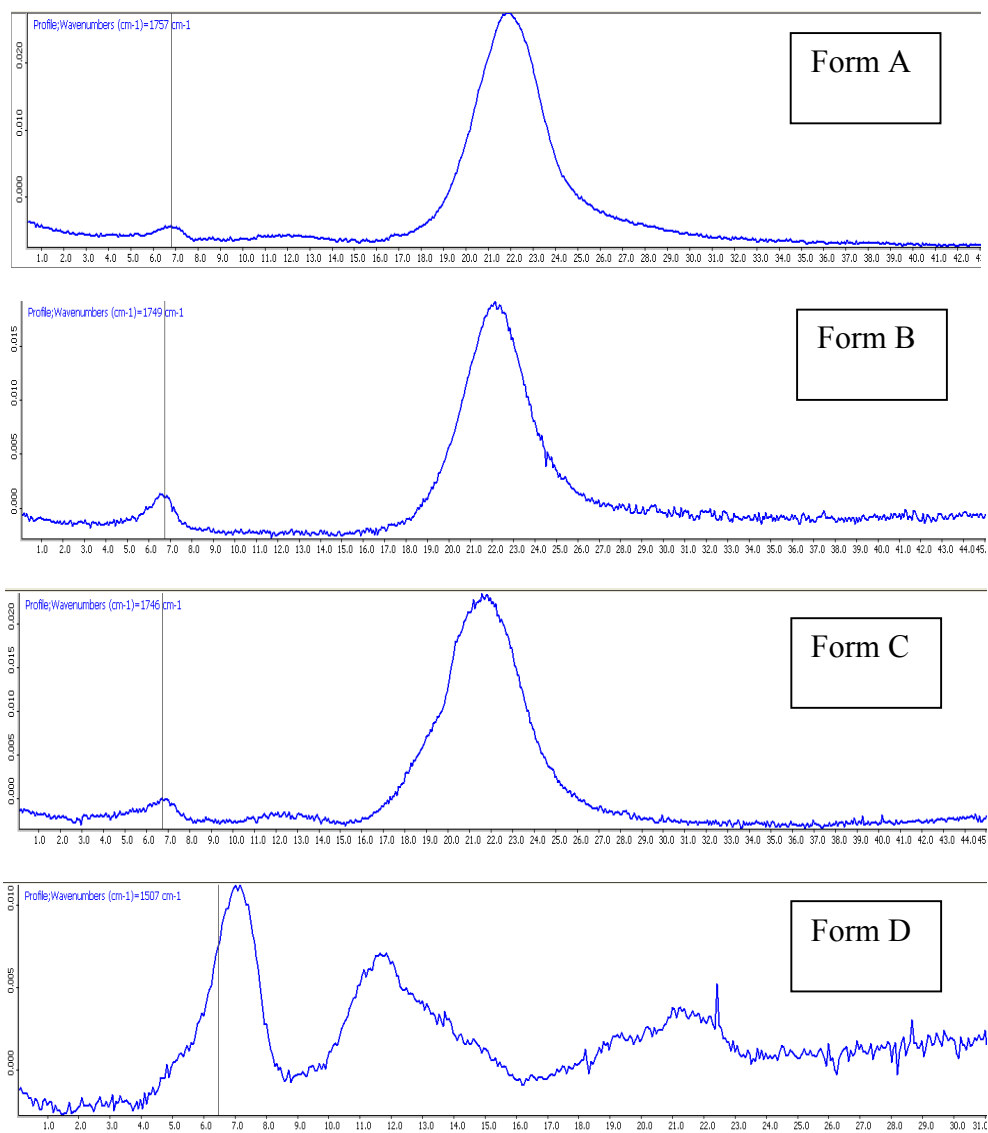 Profile;Wavenumbers (cm-1)=1757 cm-1
Form A
0.020
0.010
0.000
1.0 2.0 3.0 4.0 5.0 6.0 7.0 8.0 9.0 10.0 11.0 12.0 13.0 14.0 15.0 16.0 17.0 18.0 19.0 20.0 21.0 22.0 23.0 24.0 25.0 26.0 27.0 28.0 29.0 30.0 31.0 32.0 33.0 34.0 35.0 36.0 37.0 38.0 39.0 40.0 41.0 42.0
Profile;Wavenumbers (cm-1)=1749 cm-1
Form B
0.015
0.010
0.005
0.000
1.0 2.0 3.0 4.0 5.0 6.0 7.0 8.0 9.0 10.0 11.0 12.0 13.0 14.0 15.0 16.0 17.0 18.0 19.0 20.0 21.0 22.0 23.0 24.0 25.0 26.0 27.0 28.0 29.0 30.0 31.0 32.0 33.0 34.0 35.0 36.0 37.0 38.0 39.0 40.0 41.0 42.0 43.0 44.0 45.
Profile;Wavenumbers (cm-1)=1746 cm-1
Form C
0.020
0.015
0.010
0.005
0.000
1.0 2.0 3.0 4.0 5.0 6.0 7.0 8.0 9.0 10.0 11.0 12.0 13.0 14.0 15.0 16.0 17.0 18.0 19.0 20.0 21.0 22.0 23.0 24.0 25.0 26.0 27.0 28.0 29.0 30.0 31.0 32.0 33.0 34.0 35.0 36.0 37.0 38.0 39.0 40.0 41.0 42.0 43.0 44.0 45
Profile;Wavenumbers (cm-1)=1507 cm-1
Form D
0.010
0.005
0.000
1.0 2.0 3.0 4.0 5.0 6.0 7.0 8.0 9.0 10.0 11.0 12.0 13.0 14.0 15.0 16.0 17.0 18.0 19.0 20.0 21.0 22.0 23.0 24.0 25.0 26.0 27.0 28.0 29.0 30.0 31.0